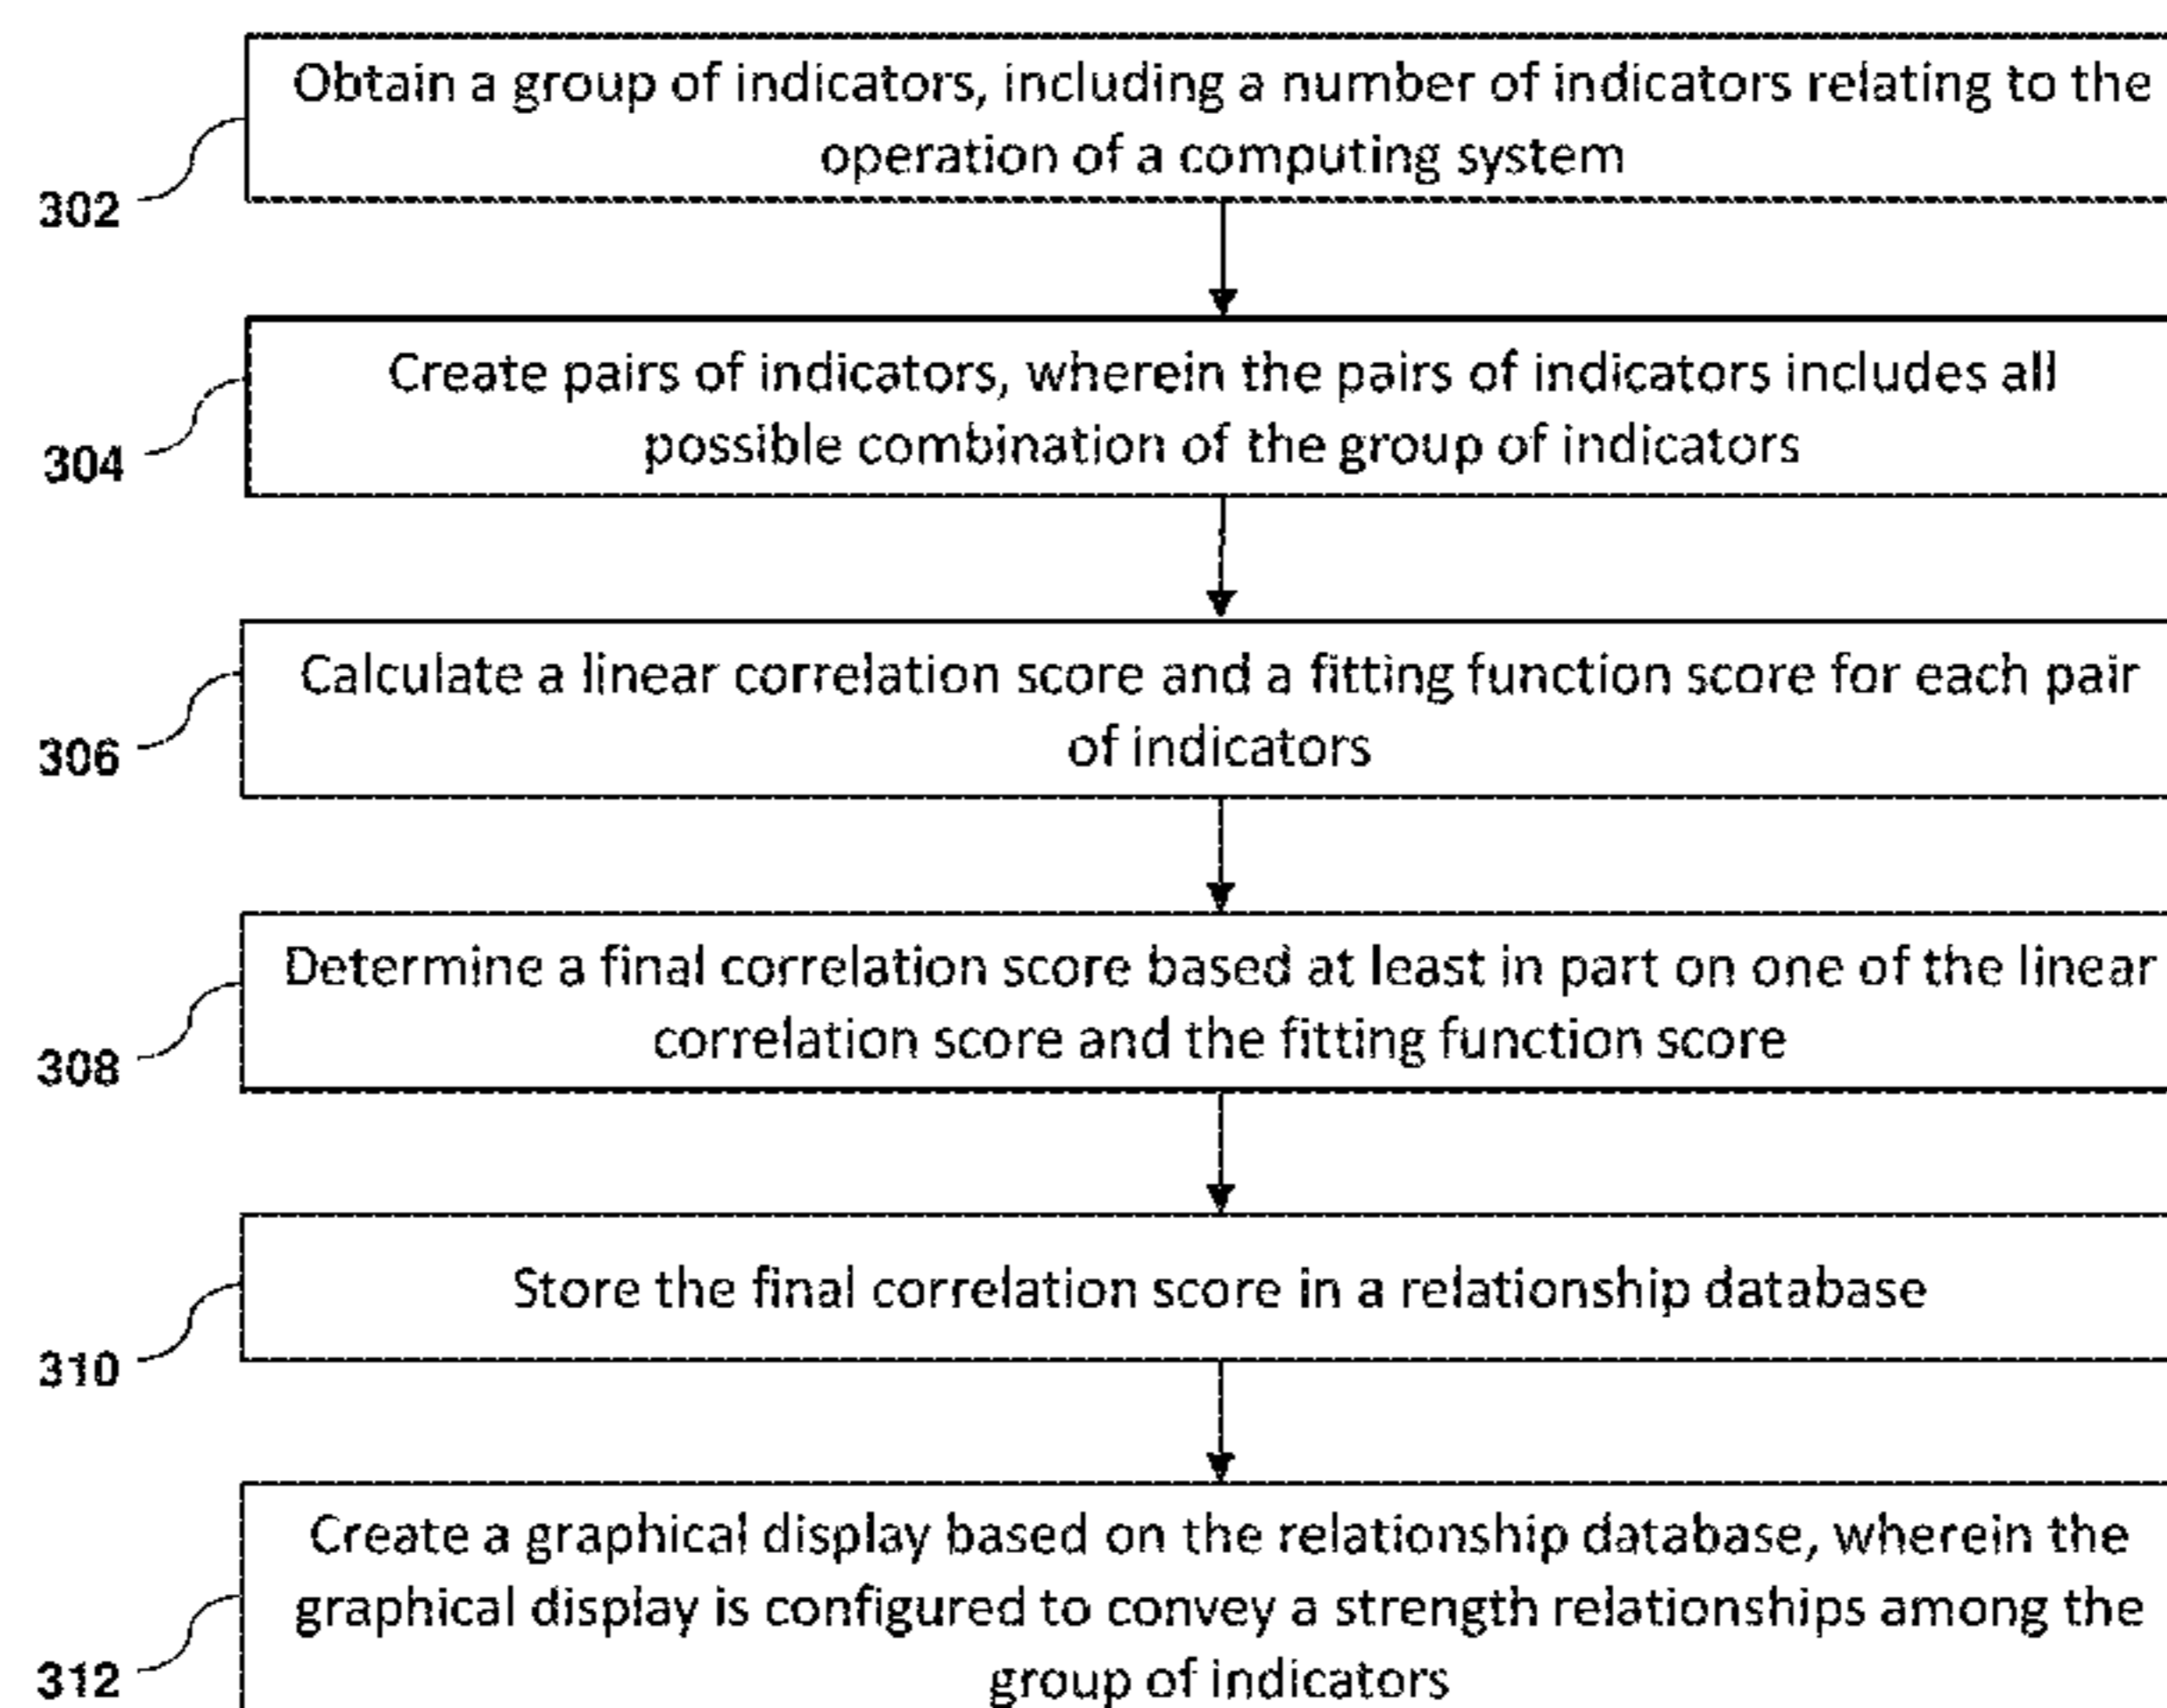 Obtain a group of indicators, including a number of indicators relating to the
operation of a computing system
302
Create pairs of indicators, wherein the pairs of indicators includes all
possible combination of the group of indicators
304
Calculate a linear correlation score and a fitting function score for each pair
of indicators
306
Determine a final correlation score based at least in part on one of the linear
correlation score and the fitting function score
308
Store the final correlation score in a relationship database
310
Create a graphical display based on the relationship database, wherein the
graphical display is configured to convey a strength relationships among the
group of indicators
312